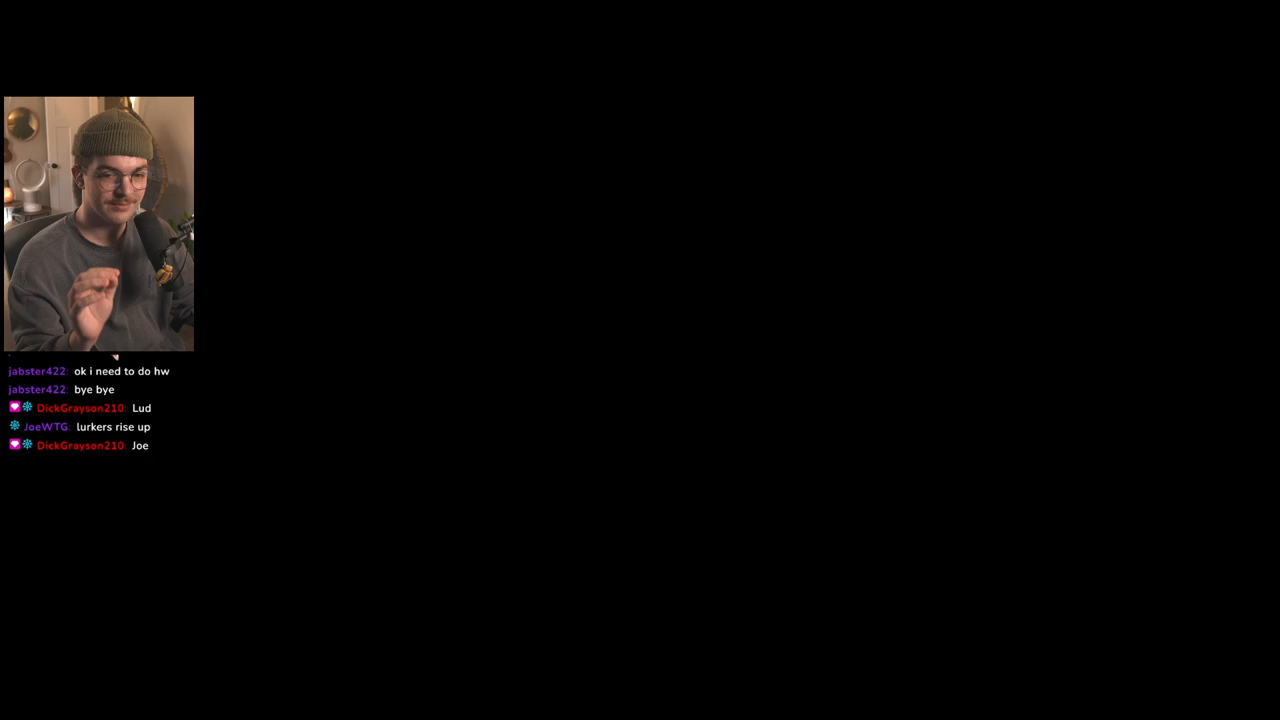 jabster422: ok i need to do hw
jabster422: bye bye
DickGrayson210: Lud
JoeWTG: lurkers rise up
DickGrayson210: Joe